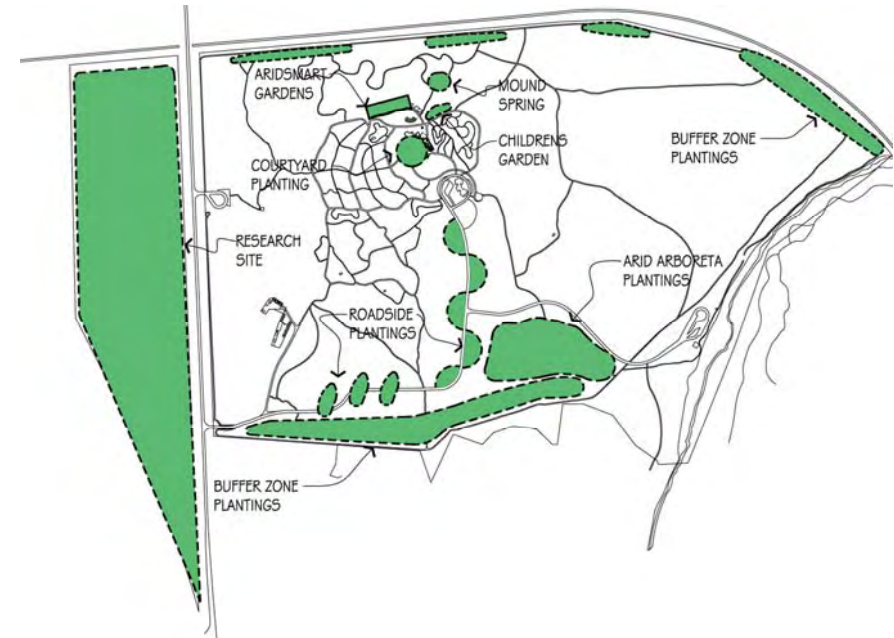 ARIDSMART
GARDENS
MOUND
SPRING
BUFFER ZONE
PLANTINGS
CHILDRENS
GARDEN
COURTYARD
PLANTING
RESEARCH
SITE
ARID ARBORETA
PLANTINGS
ROADSIDE
PLANTINGS
BUFFER ZONE
PLANTINGS